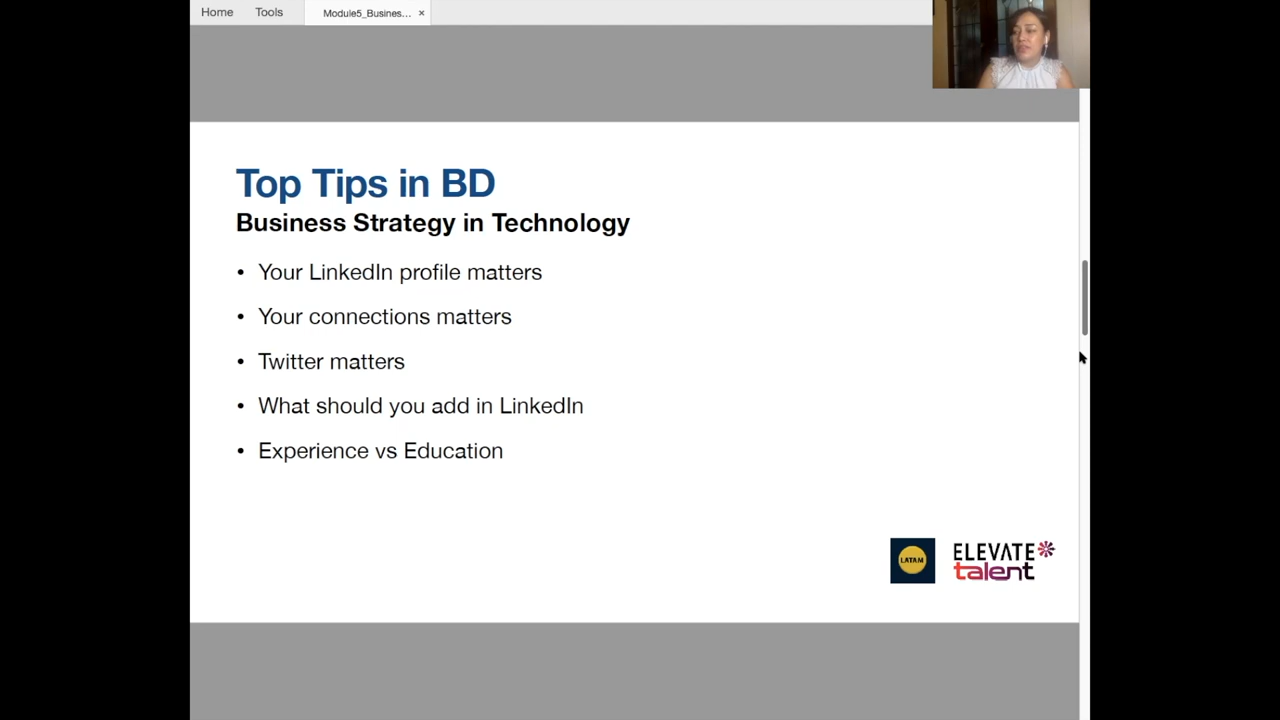 Home Tools Module5_Busines... ×
Top Tips in BD
Business Strategy in Technology
• Your LinkedIn profile matters
• Your connections matters
• Twitter matters
• What should you add in LinkedIn
• Experience vs Education
LATAM
ELEVATE
talent